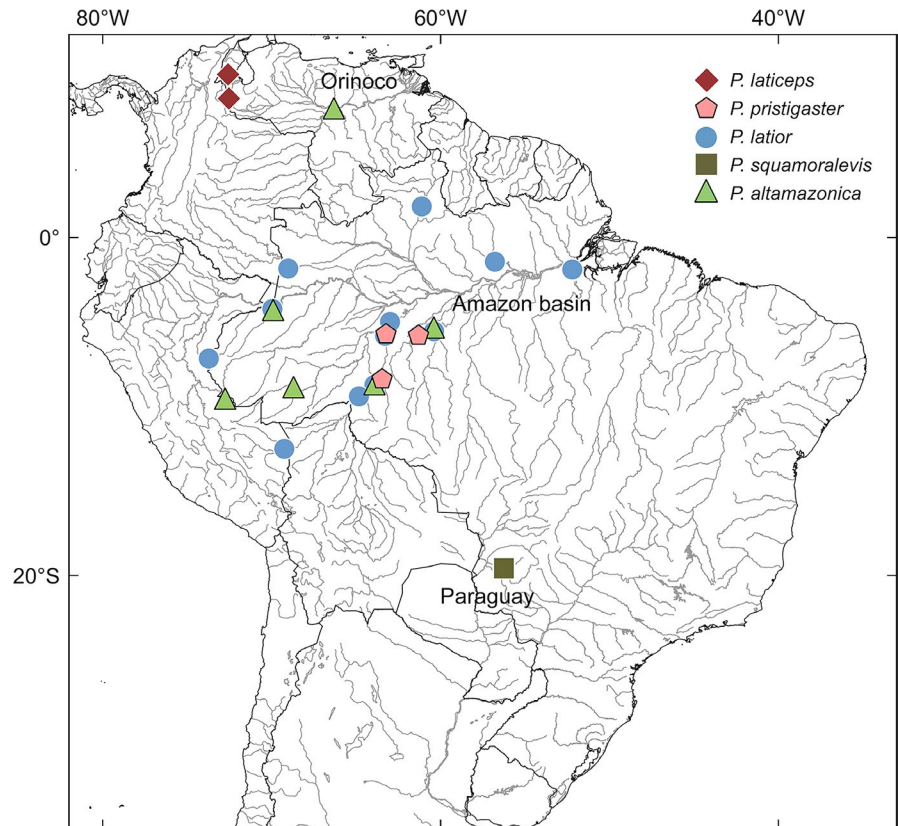 80°W 60°W 40°W
Orinoco
P. laticeps
P. pristigaster
P. latior
P. squamoralevis
P. altamazonica
0°
Amazon basin
20°S
Paraguay